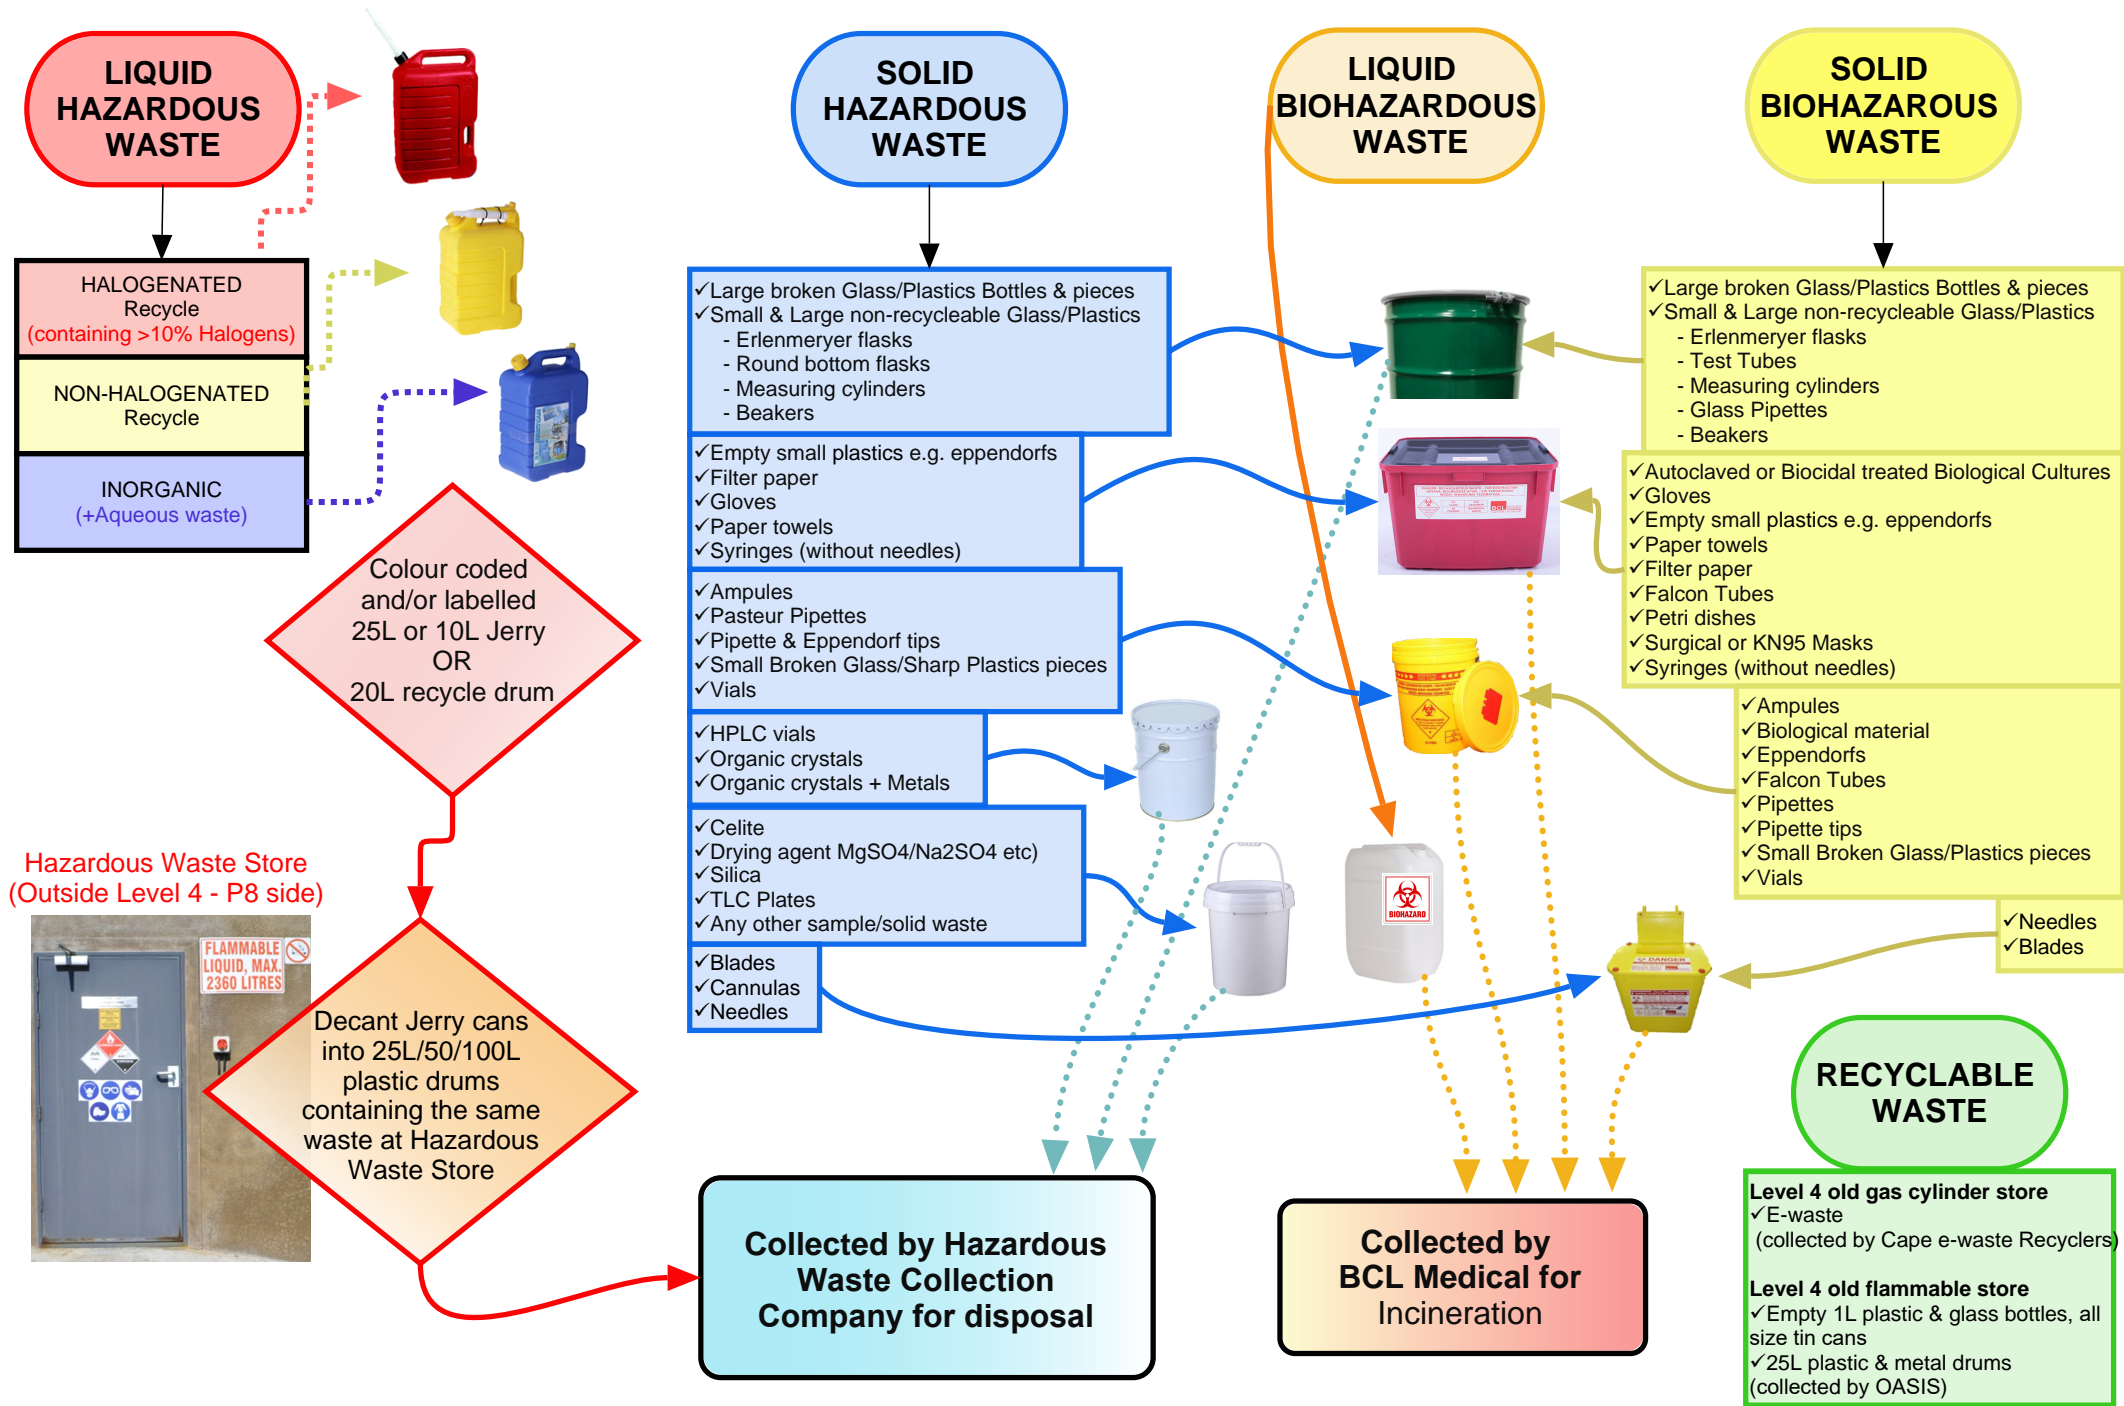 LIQUID
HAZARDOUS
WASTE
HALOGENATED
Recycle
(containing >10% Halogens)
NON-HALOGENATED
Recycle
INORGANIC
(+Aqueous waste)
Colour coded
and/or labelled
25L or 10L Jerry
OR
20L recycle drum
Hazardous Waste Store
(Outside Level 4 - P8 side)
FLAMMABLE
LIQUID, MAX.
2360 LITRES
Decant Jerry cans
into 25L/50/100L
plastic drums
containing the same
waste at Hazardous
Waste Store
SOLID
HAZARDOUS
WASTE
✓Large broken Glass/Plastics Bottles & pieces
✓Small & Large non-recycleable Glass/Plastics
- Erlenmeryer flasks
- Round bottom flasks
- Measuring cylinders
- Beakers
✓Empty small plastics e.g. eppendorfs
✓Filter paper
✓Gloves
✓Paper towels
✓Syringes (without needles)
✓Ampules
✓Pasteur Pipettes
✓Pipette & Eppendorf tips
✓Small Broken Glass/Sharp Plastics pieces
✓Vials
✓HPLC vials
✓Organic crystals
✓Organic crystals + Metals
✓Celite
✓Drying agent MgSO4/Na2SO4 etc)
✓Silica
✓TLC Plates
✓Any other sample/solid waste
✓Blades
✓Cannulas
✓Needles
LIQUID
BIOHAZARDOUS
WASTE
BCL
BIOHAZARD
SOLID
BIOHAZAROUS
WASTE
✓Large broken Glass/Plastics Bottles & pieces
✓Small & Large non-recycleable Glass/Plastics
- Erlenmeryer flasks
- Test Tubes
- Measuring cylinders
- Glass Pipettes
- Beakers
✓Autoclaved or Biocidal treated Biological Cultures
✓Gloves
✓Empty small plastics e.g. eppendorfs
✓Paper towels
✓Filter paper
✓Falcon Tubes
✓Petri dishes
✓Surgical or KN95 Masks
✓Syringes (without needles)
✓Ampules
✓Biological material
✓Eppendorfs
✓Falcon Tubes
✓Pipettes
✓Pipette tips
✓Small Broken Glass/Plastics pieces
✓Vials
✓Needles
✓Blades
DANGER
Collected by Hazardous
Waste Collection
Company for disposal
Collected by
BCL Medical for
Incineration
RECYCLABLE
WASTE
Level 4 old gas cylinder store
✓E-waste
(collected by Cape e-waste Recyclers)
Level 4 old flammable store
✓Empty 1L plastic & glass bottles, all
size tin cans
✓25L plastic & metal drums
(collected by OASIS)